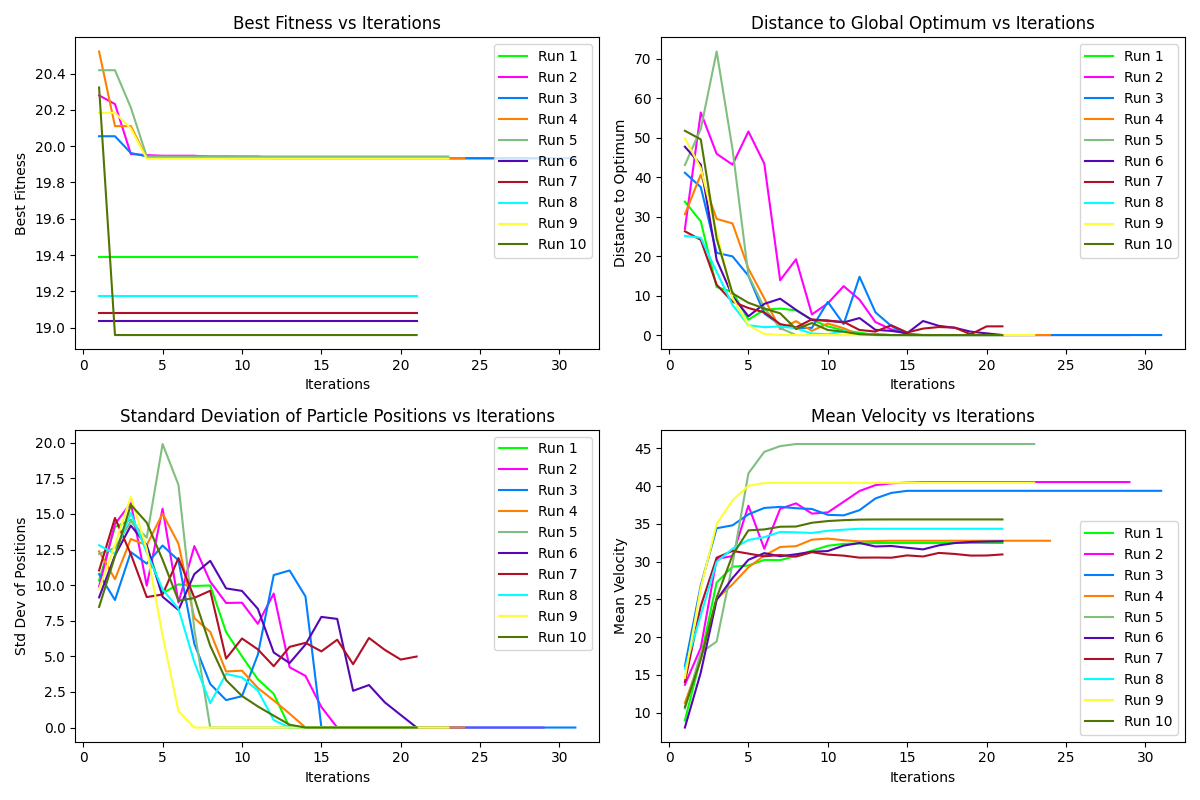 Best Fitness vs Iterations
Best Fitness
20.4
20.2
20.0
19.8
19.6
19.4
19.2
19.0
0 5 10 15 20 25 30
Iterations
Run 1
Run 2
Run 3
Run 4
Run 5
Run 6
Run 7
Run 8
Run 9
Run 10
Distance to Global Optimum vs Iterations
Distance to Optimum
70
60
50
40
30
20
10
0
0 5 10 15 20 25 30
Iterations
Run 1
Run 2
Run 3
Run 4
Run 5
Run 6
Run 7
Run 8
Run 9
Run 10
Standard Deviation of Particle Positions vs Iterations
Std Dev of Positions
20.0
17.5
15.0
12.5
10.0
7.5
5.0
2.5
0.0
0 5 10 15 20 25 30
Iterations
Run 1
Run 2
Run 3
Run 4
Run 5
Run 6
Run 7
Run 8
Run 9
Run 10
Mean Velocity vs Iterations
Mean Velocity
45
40
35
30
25
20
15
10
0 5 10 15 20 25 30
Iterations
Run 1
Run 2
Run 3
Run 4
Run 5
Run 6
Run 7
Run 8
Run 9
Run 10